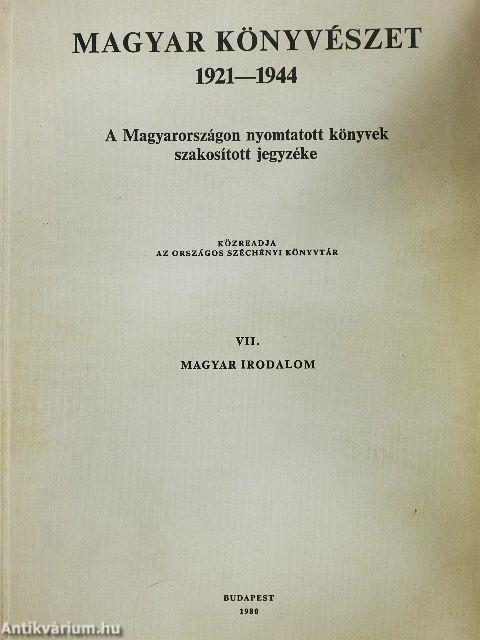 MAGYAR KÖNYVÉSZET
1921—1944
A Magyarországon nyomtatott könyvek
szakosított jegyzéke
KÖZREADJA
AZ ORSZÁGOS SZÉCHÉNYI KÖNYVTÁR
VII.
MAGYAR IRODALOM
BUDAPEST
1980
Antikvárium.hu